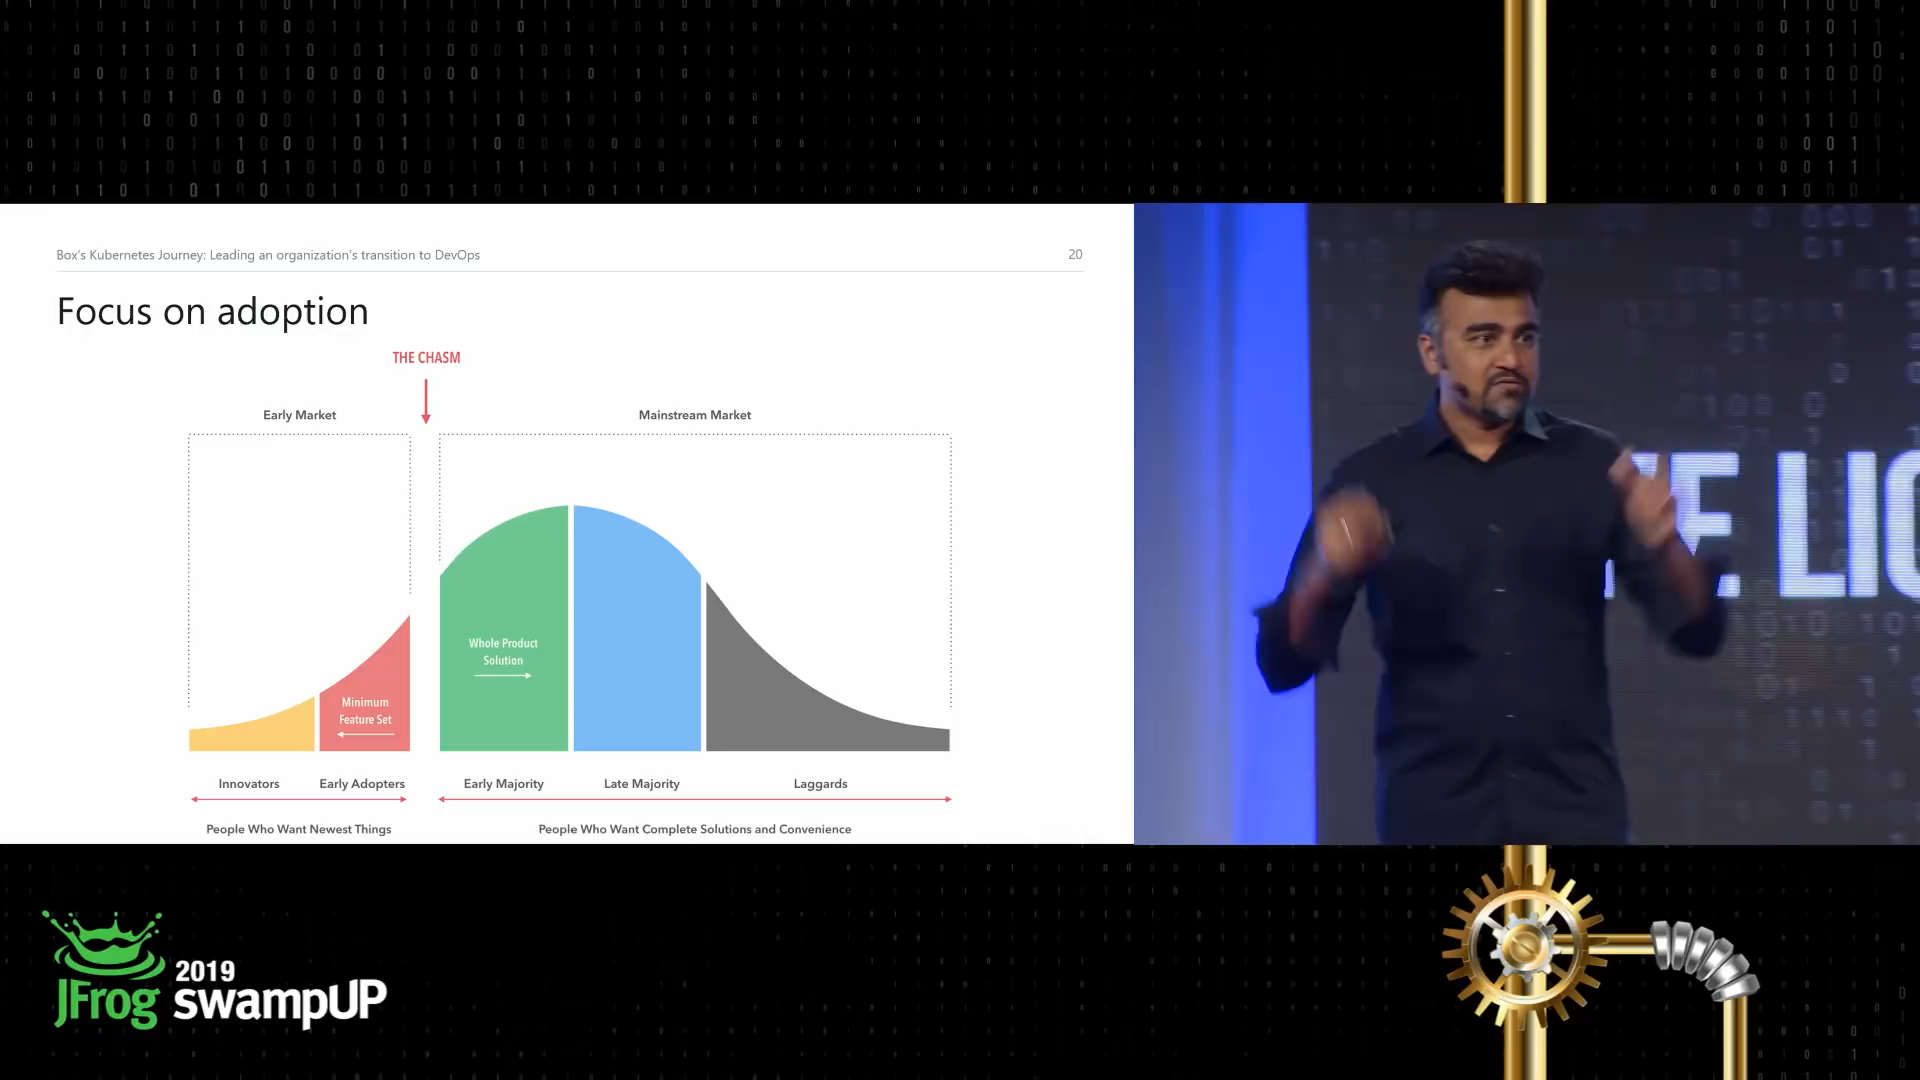 Box's Kubernetes Journey: Leading an organization's transition to DevOps
20
Focus on adoption
THE CHASM
Early Market
Mainstream Market
Whole Product
Solution
Minimum
Feature Set
Innovators
Early Adopters
Early Majority
Late Majority
Laggards
People Who Want Newest Things
People Who Want Complete Solutions and Convenience
JFrog
2019
swampUP